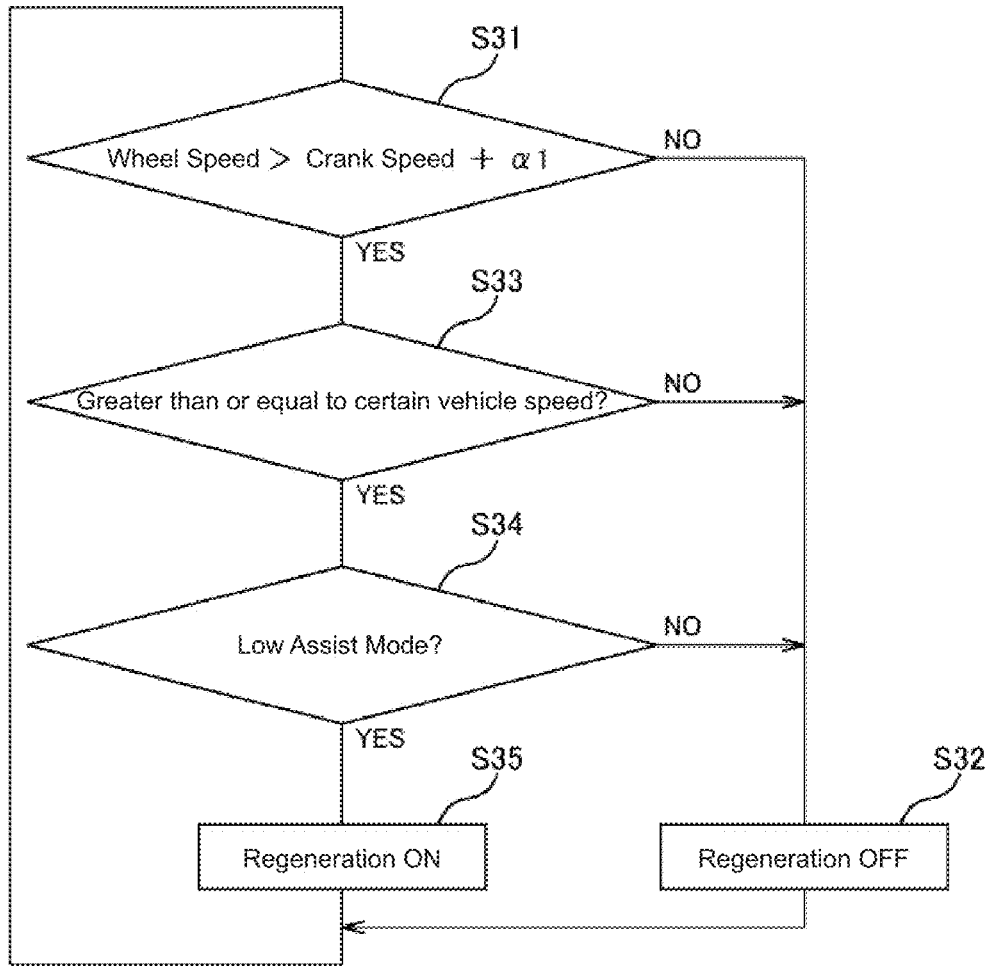 S31
Wheel Speed > Crank Speed + α1
NO
YES
S33
Greater than or equal to certain vehicle speed?
NO
YES
S34
Low Assist Mode?
NO
YES
S35
S32
Regeneration ON
Regeneration OFF